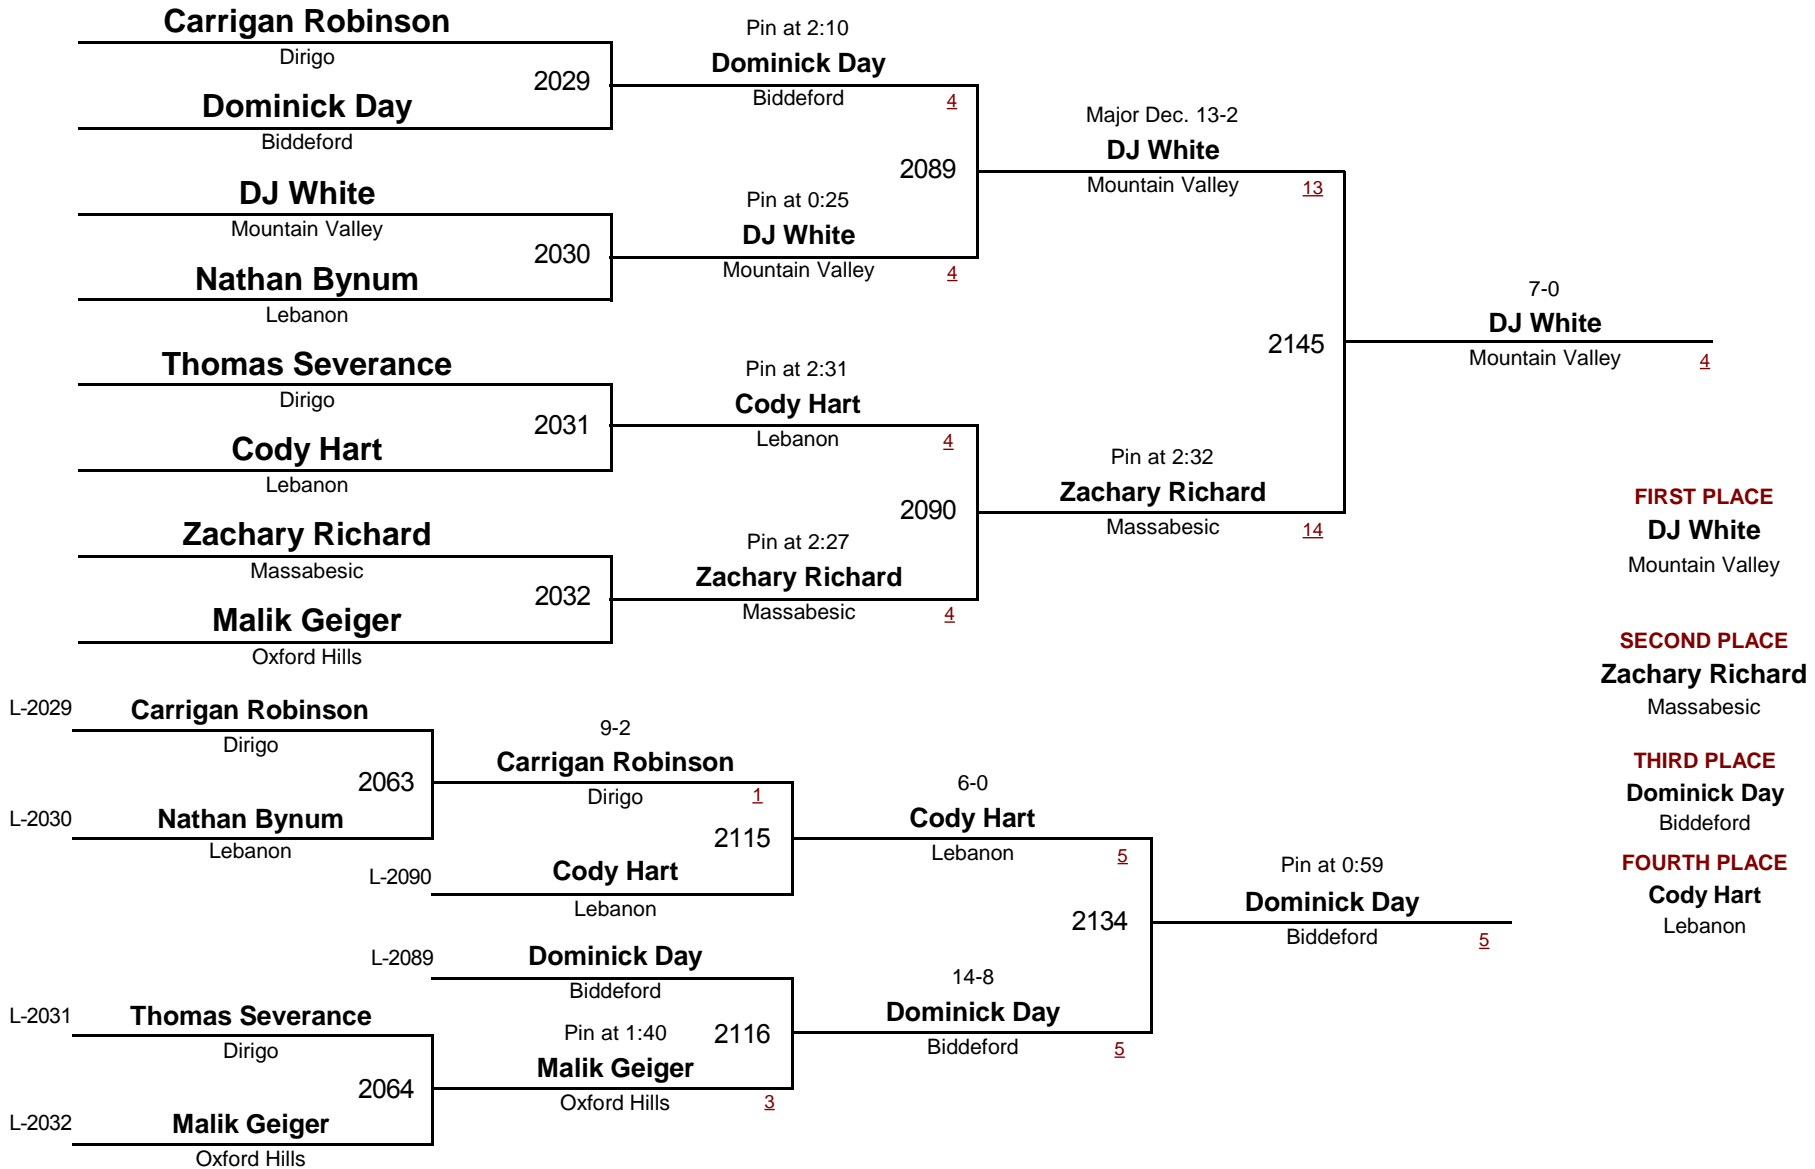 Carrigan Robinson
Dirigo
2029
Dominick Day
Biddeford
Pin at 2:10
Dominick Day
Biddeford
4
DJ White
Mountain Valley
2030
Nathan Bynum
Lebanon
Pin at 0:25
DJ White
Mountain Valley
4
2089
Major Dec. 13-2
DJ White
Mountain Valley
13
Thomas Severance
Dirigo
2031
Cody Hart
Lebanon
Pin at 2:31
Cody Hart
Lebanon
4
Zachary Richard
Massabesic
2032
Malik Geiger
Oxford Hills
Pin at 2:27
Zachary Richard
Massabesic
4
2090
Pin at 2:32
Zachary Richard
Massabesic
14
2145
7-0
DJ White
Mountain Valley
4
FIRST PLACE
DJ White
Mountain Valley
SECOND PLACE
Zachary Richard
Massabesic
THIRD PLACE
Dominick Day
Biddeford
FOURTH PLACE
Cody Hart
Lebanon
L-2029
Carrigan Robinson
Dirigo
2063
L-2030
Nathan Bynum
Lebanon
9-2
Carrigan Robinson
Dirigo
1
2115
L-2090
Cody Hart
Lebanon
6-0
Cody Hart
Lebanon
5
L-2089
Dominick Day
Biddeford
L-2031
Thomas Severance
Dirigo
2064
L-2032
Malik Geiger
Oxford Hills
Pin at 1:40
Malik Geiger
Oxford Hills
3
2116
14-8
Dominick Day
Biddeford
5
2134
Pin at 0:59
Dominick Day
Biddeford
5